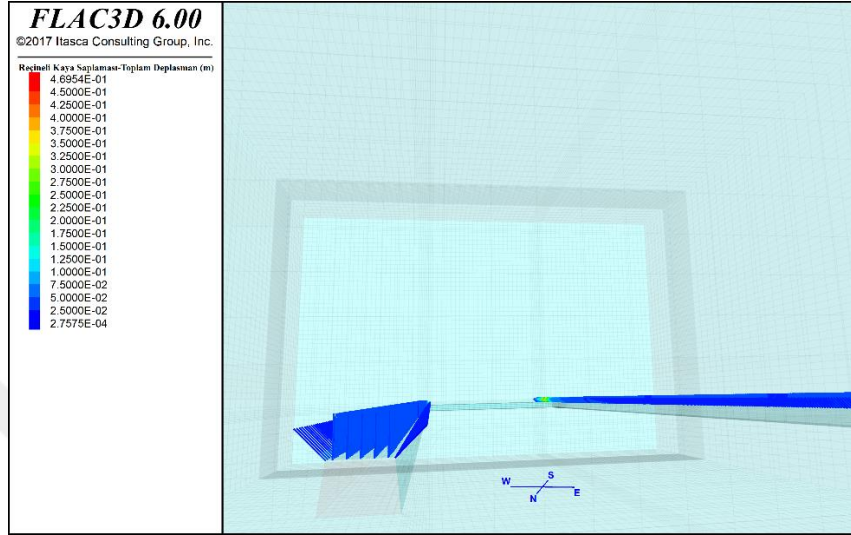 FLAC3D 6.00
©2017 Itasca Consulting Group, Inc.
Reçineli Kaya Saplaması-Toplam Deplasman (m)
4.6954E-01
4.5000E-01
4.2500E-01
4.0000E-01
3.7500E-01
3.5000E-01
3.2500E-01
3.0000E-01
2.7500E-01
2.5000E-01
2.2500E-01
2.0000E-01
1.7500E-01
1.5000E-01
1.2500E-01
1.0000E-01
7.5000E-02
5.0000E-02
2.5000E-02
2.7575E-04
S
W
E
N